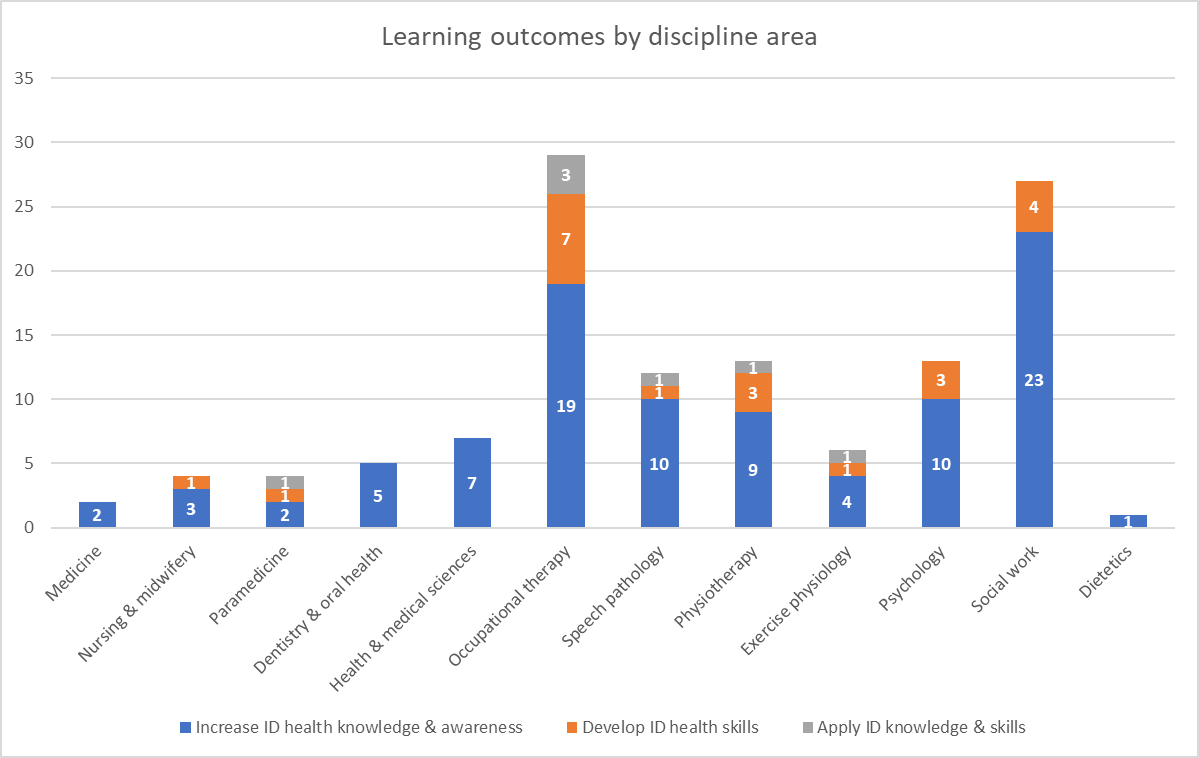 Learning outcomes by discipline area
35
30
25
20
15
10
5
0
2
3
1
2
1
1
5
7
19
7
3
10
1
1
9
3
1
4
1
1
10
3
23
4
1
Medicine
Nursing & midwifery
Paramedicine
Dentistry & oral health
Health & medical sciences
Occupational therapy
Speech pathology
Physiotherapy
Exercise physiology
Psychology
Social work
Dietetics
Increase ID health knowledge & awareness
Develop ID health skills
Apply ID knowledge & skills